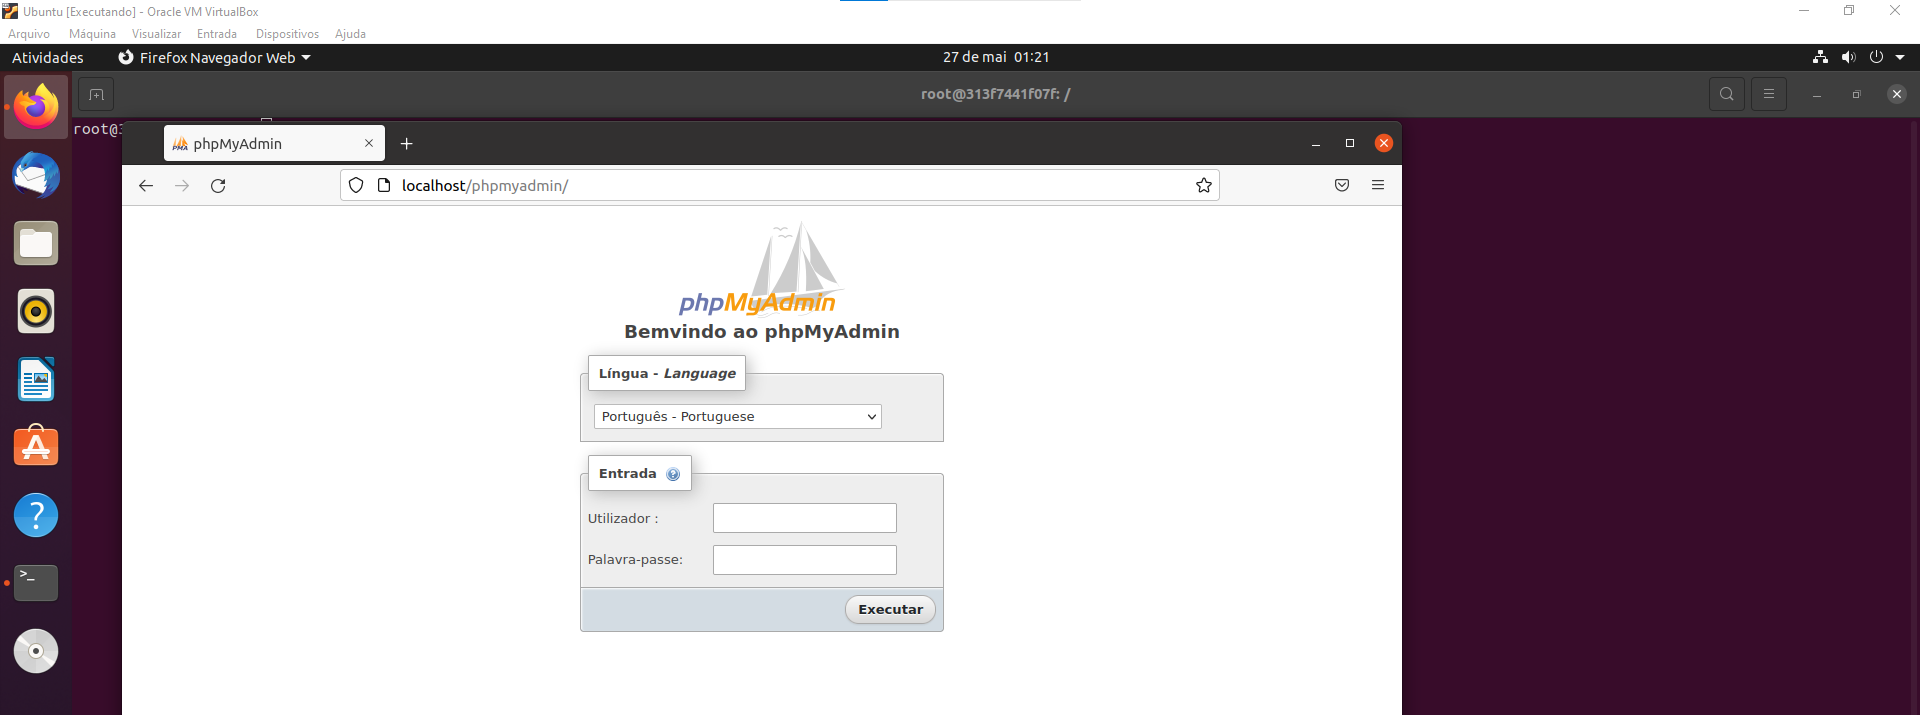 Ubuntu [Executando] - Oracle VM VirtualBox
Arquivo Máquina Visualizar Entrada Dispositivos Ajuda
Atividades Firefox Navegador Web 27 de mai 01:21
root@313f7441f07f: /
root@3
phpMyAdmin
localhost/phpmyadmin/
phpMyAdmin
Bemvindo ao phpMyAdmin
Língua - Language
Português - Portuguese
Entrada
Utilizador :
Palavra-passe:
Executar